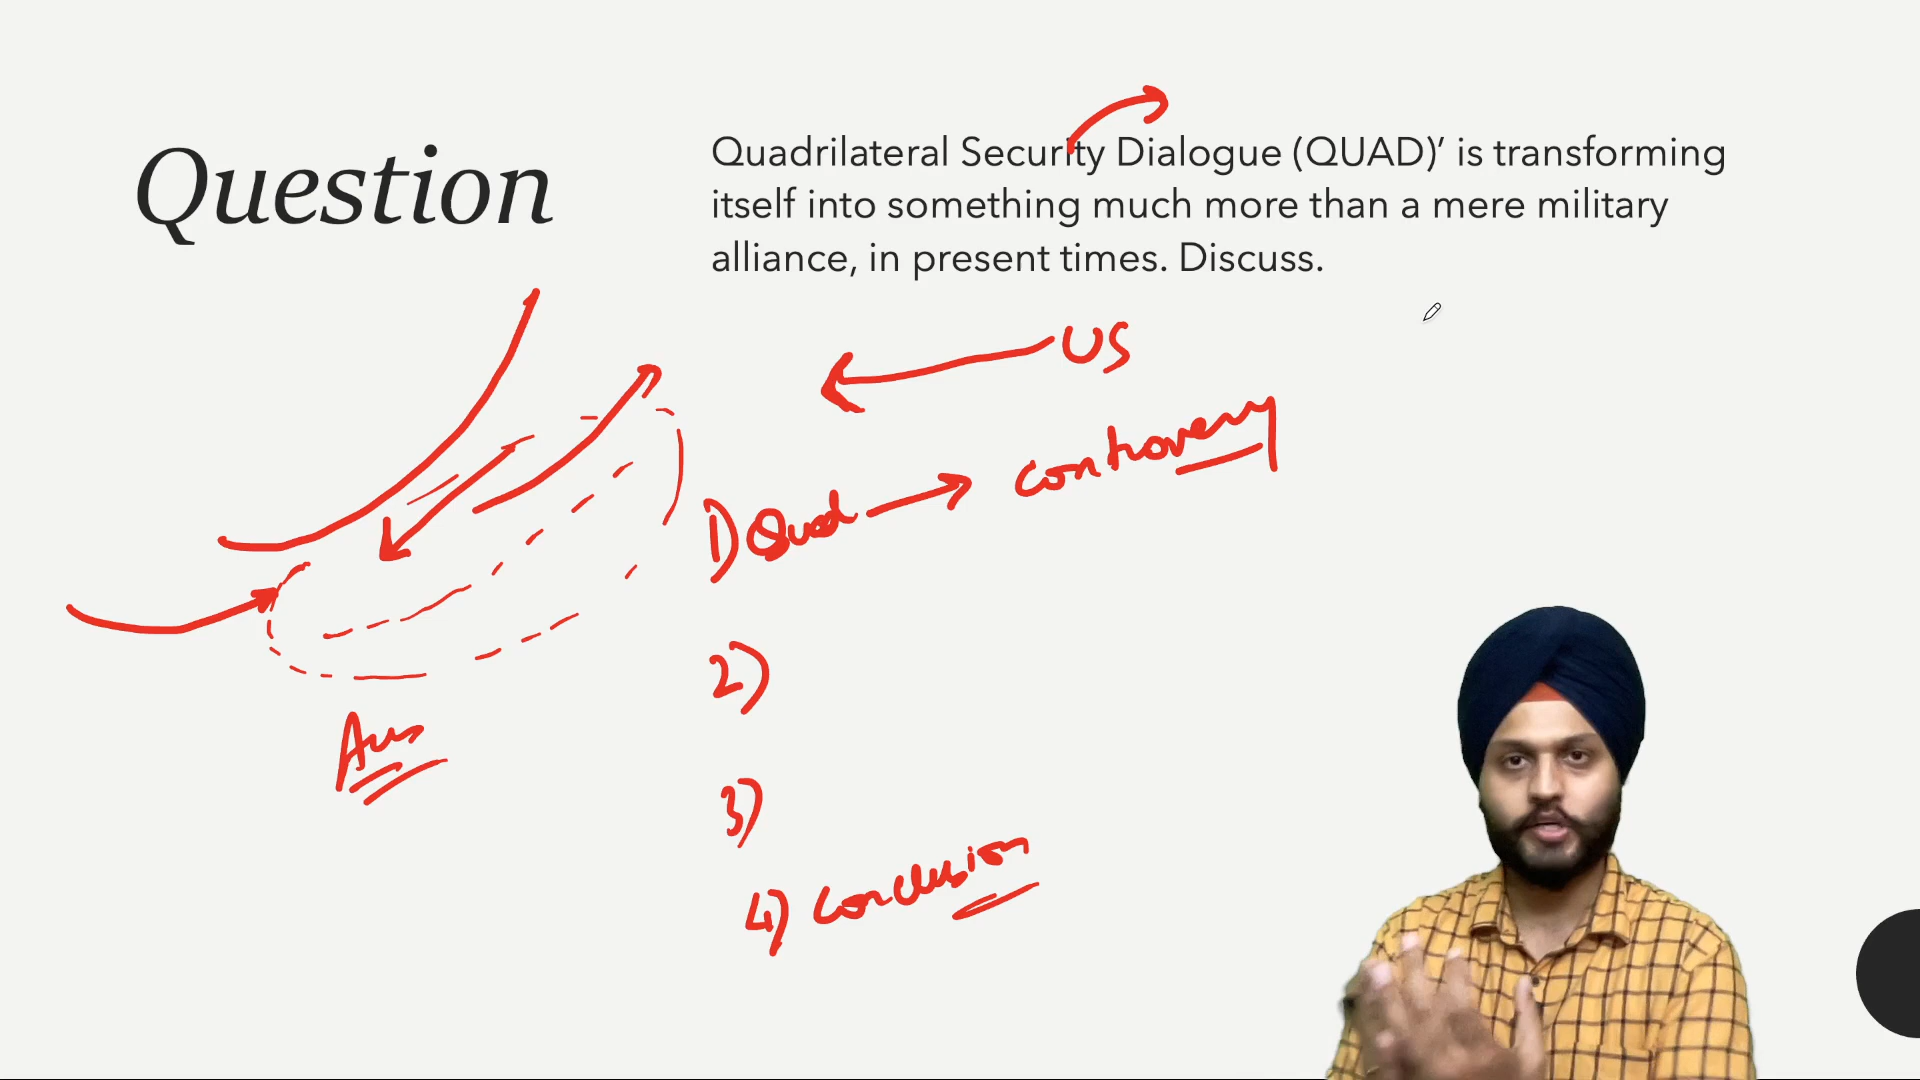 Question
Quadrilateral Security Dialogue (QUAD)’ is transforming
itself into something much more than a mere military
alliance, in present times. Discuss.
US
1) Quad → controvery
2)
3)
4) Conclusion
Aus